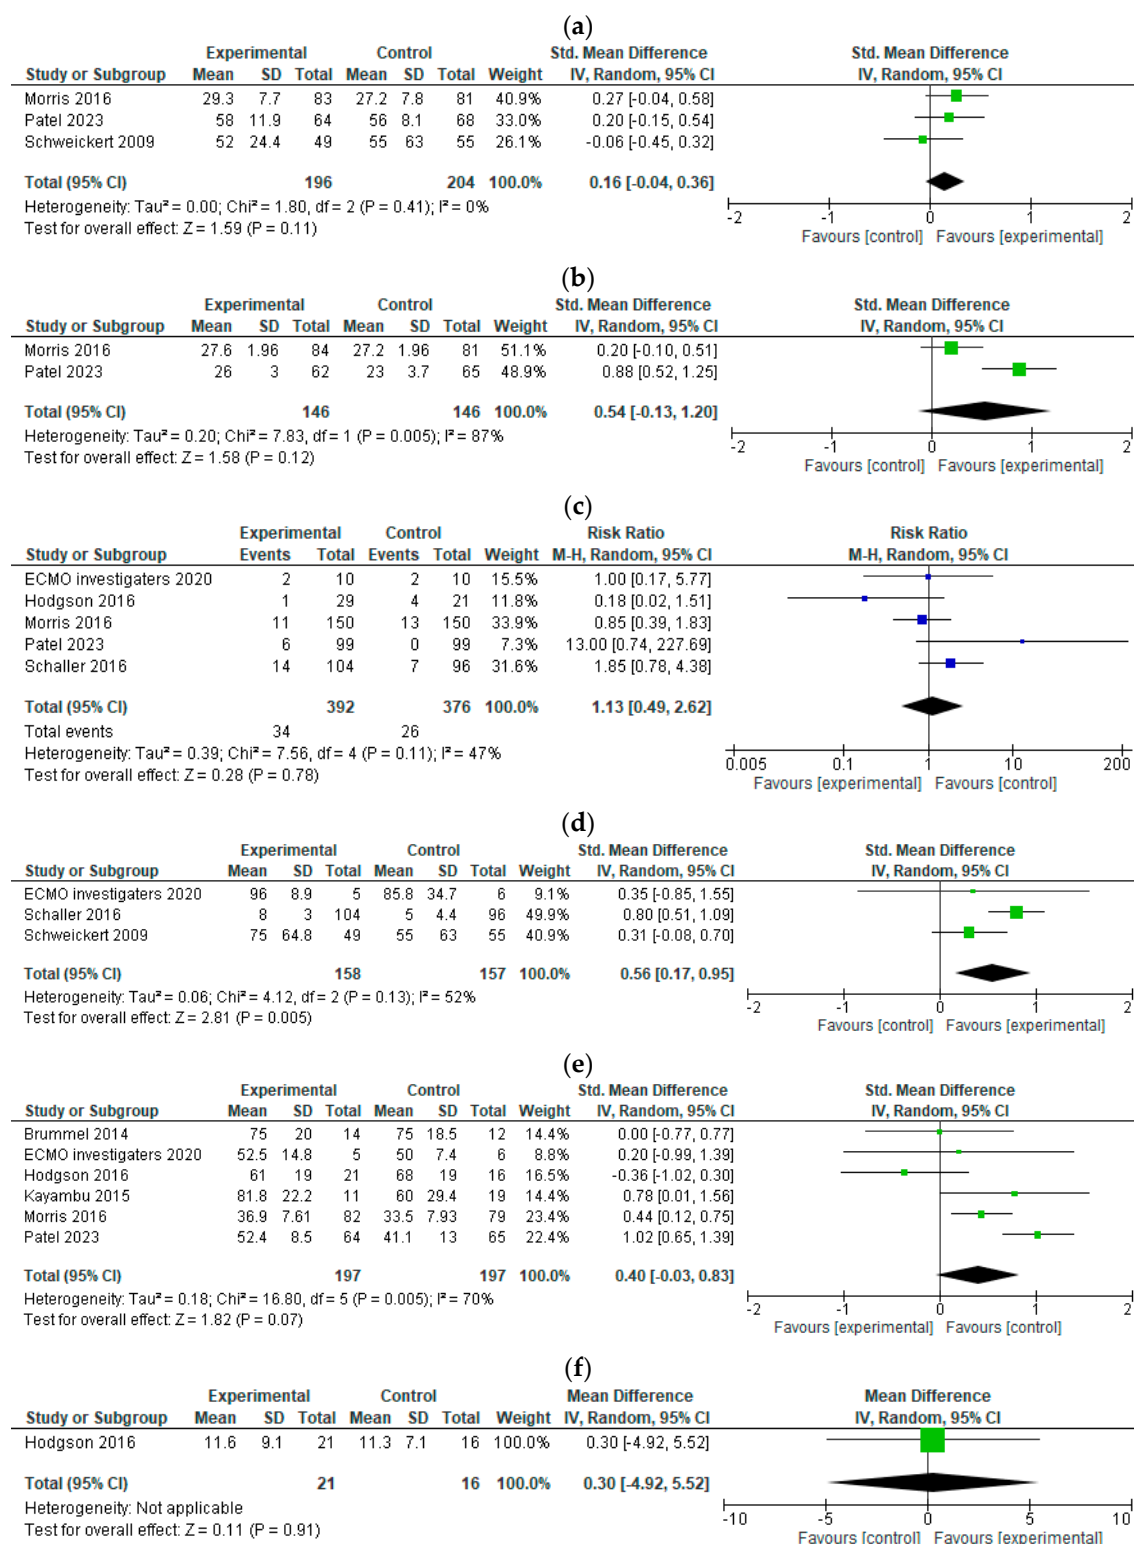 (a)
Experimental Control Std. Mean Difference Std. Mean Difference
Study or Subgroup Mean SD Total Mean SD Total Weight IV, Random, 95% CI IV, Random, 95% CI
Morris 2016 29.3 7.7 83 27.2 7.8 81 40.9% 0.27 [-0.04, 0.58]
Patel 2023 58 11.9 64 56 8.1 68 33.0% 0.20 [-0.15, 0.54]
Schweickert 2009 52 24.4 49 55 63 55 26.1% -0.06 [-0.45, 0.32]
Total (95% CI) 196 204 100.0% 0.16 [-0.04, 0.36]
Heterogeneity: Tau² = 0.00; Chi² = 1.80, df = 2 (P = 0.41); I² = 0%
Test for overall effect: Z = 1.59 (P = 0.11)
-2 -1 0 1 2
Favours [control] Favours [experimental]
(b)
Experimental Control Std. Mean Difference Std. Mean Difference
Study or Subgroup Mean SD Total Mean SD Total Weight IV, Random, 95% CI IV, Random, 95% CI
Morris 2016 27.6 1.96 84 27.2 1.96 81 51.1% 0.20 [-0.10, 0.51]
Patel 2023 26 3 62 23 3.7 65 48.9% 0.88 [0.52, 1.25]
Total (95% CI) 146 146 100.0% 0.54 [-0.13, 1.20]
Heterogeneity: Tau² = 0.20; Chi² = 7.83, df = 1 (P = 0.005); I² = 87%
Test for overall effect: Z = 1.58 (P = 0.12)
-2 -1 0 1 2
Favours [control] Favours [experimental]
(c)
Experimental Control Risk Ratio Risk Ratio
Study or Subgroup Events Total Events Total Weight M-H, Random, 95% CI M-H, Random, 95% CI
ECMO investigaters 2020 2 10 2 10 15.5% 1.00 [0.17, 5.77]
Hodgson 2016 1 29 4 21 11.8% 0.18 [0.02, 1.51]
Morris 2016 11 150 13 150 33.9% 0.85 [0.39, 1.83]
Patel 2023 6 99 0 99 7.3% 13.00 [0.74, 227.69]
Schaller 2016 14 104 7 96 31.6% 1.85 [0.78, 4.38]
Total (95% CI) 392 376 100.0% 1.13 [0.49, 2.62]
Total events 34 26
Heterogeneity: Tau² = 0.39; Chi² = 7.56, df = 4 (P = 0.11); I² = 47%
Test for overall effect: Z = 0.28 (P = 0.78)
0.005 0.1 1 10 200
Favours [experimental] Favours [control]
(d)
Experimental Control Std. Mean Difference Std. Mean Difference
Study or Subgroup Mean SD Total Mean SD Total Weight IV, Random, 95% CI IV, Random, 95% CI
ECMO investigaters 2020 96 8.9 5 85.8 34.7 6 9.1% 0.35 [-0.85, 1.55]
Schaller 2016 8 3 104 5 4.4 96 49.9% 0.80 [0.51, 1.09]
Schweickert 2009 75 64.8 49 55 63 55 40.9% 0.31 [-0.08, 0.70]
Total (95% CI) 158 157 100.0% 0.56 [0.17, 0.95]
Heterogeneity: Tau² = 0.06; Chi² = 4.12, df = 2 (P = 0.13); I² = 52%
Test for overall effect: Z = 2.81 (P = 0.005)
-2 -1 0 1 2
Favours [control] Favours [experimental]
(e)
Experimental Control Std. Mean Difference Std. Mean Difference
Study or Subgroup Mean SD Total Mean SD Total Weight IV, Random, 95% CI IV, Random, 95% CI
Brummel 2014 75 20 14 75 18.5 12 14.4% 0.00 [-0.77, 0.77]
ECMO investigaters 2020 52.5 14.8 5 50 7.4 6 8.8% 0.20 [-0.99, 1.39]
Hodgson 2016 61 19 21 68 19 16 16.5% -0.36 [-1.02, 0.30]
Kayambu 2015 81.8 22.2 11 60 29.4 19 14.4% 0.78 [0.01, 1.56]
Morris 2016 36.9 7.61 82 33.5 7.93 79 23.4% 0.44 [0.12, 0.75]
Patel 2023 52.4 8.5 64 41.1 13 65 22.4% 1.02 [0.65, 1.39]
Total (95% CI) 197 197 100.0% 0.40 [-0.03, 0.83]
Heterogeneity: Tau² = 0.18; Chi² = 16.80, df = 5 (P = 0.005); I² = 70%
Test for overall effect: Z = 1.82 (P = 0.07)
-2 -1 0 1 2
Favours [experimental] Favours [control]
(f)
Experimental Control Mean Difference Mean Difference
Study or Subgroup Mean SD Total Mean SD Total Weight IV, Random, 95% CI IV, Random, 95% CI
Hodgson 2016 11.6 9.1 21 11.3 7.1 16 100.0% 0.30 [-4.92, 5.52]
Total (95% CI) 21 16 100.0% 0.30 [-4.92, 5.52]
Heterogeneity: Not applicable
Test for overall effect: Z = 0.11 (P = 0.91)
-10 -5 0 5 10
Favours [control] Favours [experimental]